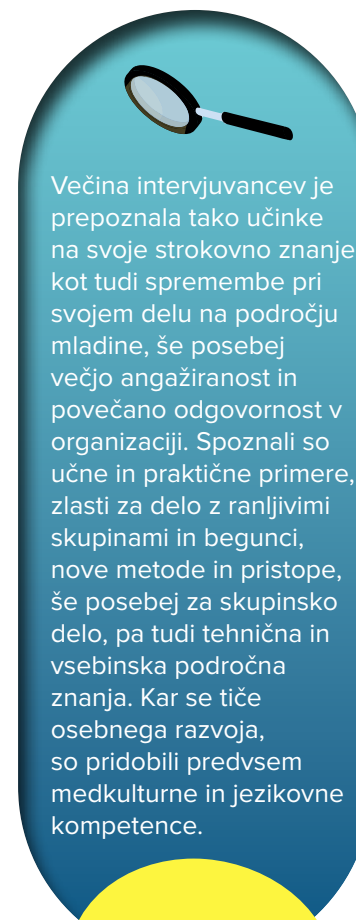 Večina intervjuvancev je
prepoznala tako učinke
na svoje strokovno znanje
kot tudi spremembe pri
svojem delu na področju
mladine, še posebej
večjo angažiranost in
povečano odgovornost v
organizaciji. Spoznali so
učne in praktične primere,
zlasti za delo z ranljivimi
skupinami in begunci,
nove metode in pristope,
še posebej za skupinsko
delo, pa tudi tehnična in
vsebinska področna
znanja. Kar se tiče
osebnega razvoja,
so pridobili predvsem
medkulturne in jezikovne
kompetence.